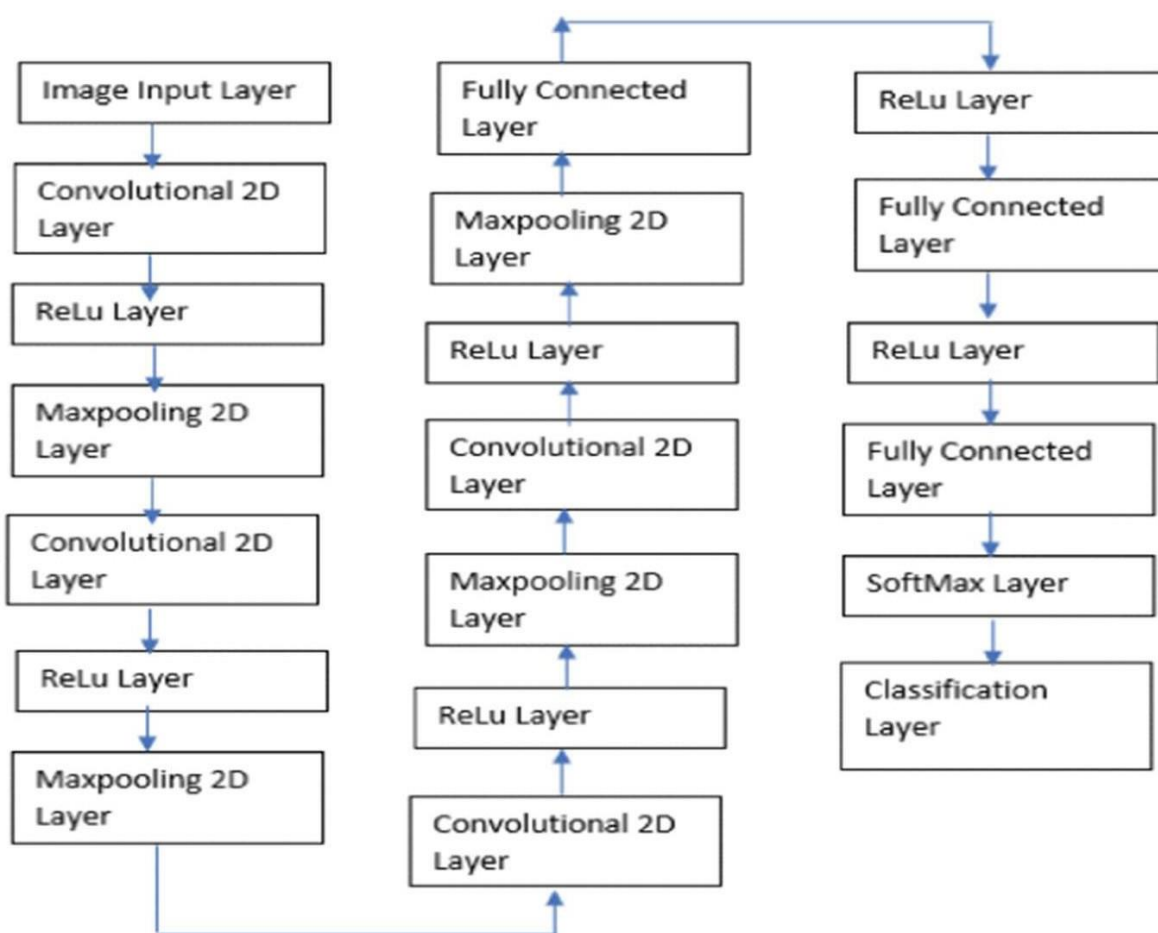 Image Input Layer
Convolutional 2D
Layer
ReLu Layer
Maxpooling 2D
Layer
Convolutional 2D
Layer
ReLu Layer
Maxpooling 2D
Layer
Convolutional 2D
Layer
ReLu Layer
Maxpooling 2D
Layer
Convolutional 2D
Layer
ReLu Layer
Maxpooling 2D
Layer
Fully Connected
Layer
ReLu Layer
Fully Connected
Layer
ReLu Layer
Fully Connected
Layer
SoftMax Layer
Classification
Layer